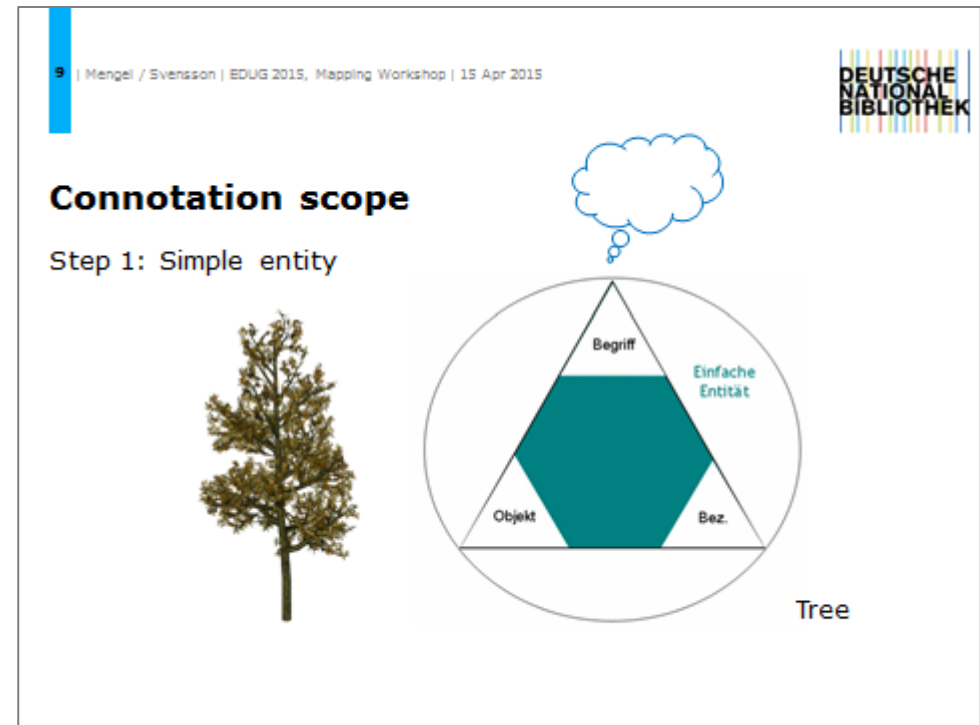 9 | Mengel / Svensson | EDUG 2015, Mapping Workshop | 15 Apr 2015
DEUTSCHE
NATIONAL
BIBLIOTHEK
Connotation scope
Step 1: Simple entity
Begriff
Einfache
Entität
Objekt
Bez.
Tree